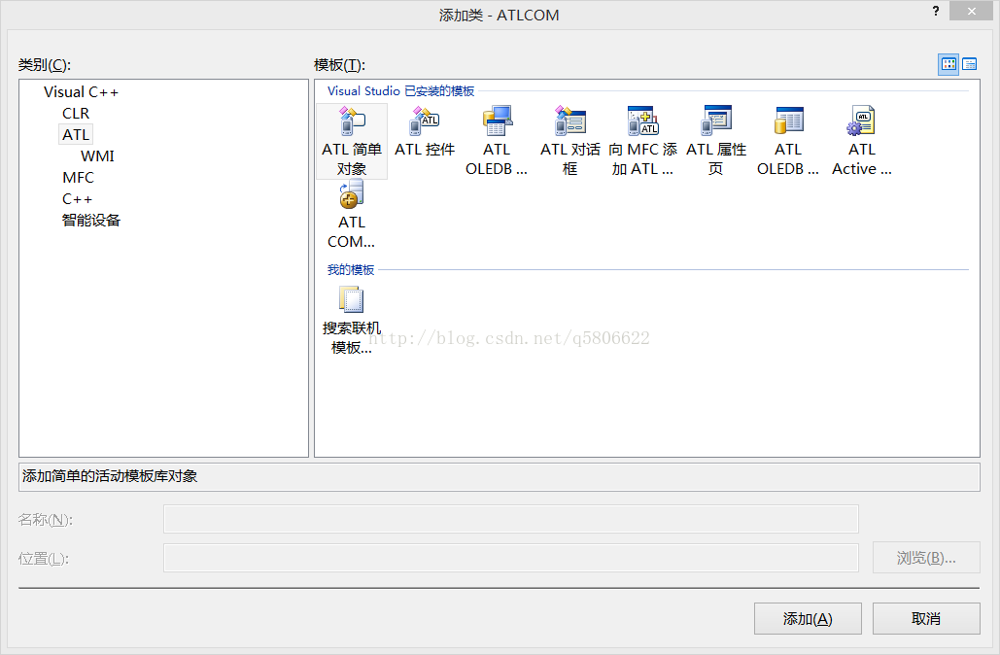 添加类 - ATLCOM
?
类别(C):
模板(T):
Visual C++
CLR
ATL
WMI
MFC
C++
智能设备
Visual Studio 已安装的模板
ATL 简单
对象
ATL 控件
ATL
OLEDB ...
ATL 对话
框
向 MFC 添
加 ATL ...
ATL 属性
页
ATL
OLEDB ...
ATL
Active ...
ATL
COM...
我的模板
搜索联机
模板...
http://blog.csdn.net/q5806622
添加简单的活动模板库对象
名称(N):
位置(L):
浏览(B)...
添加(A)
取消